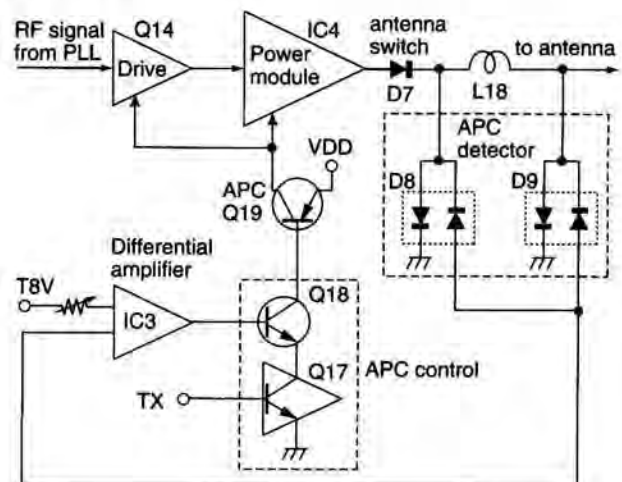 RF signal
from PLL
Q14
Drive
IC4
Power
module
antenna
switch
D7
L18
to antenna
APC
detector
D8
D9
VDD
APC
Q19
Differential
amplifier
T8V
IC3
Q18
Q17
TX
APC control